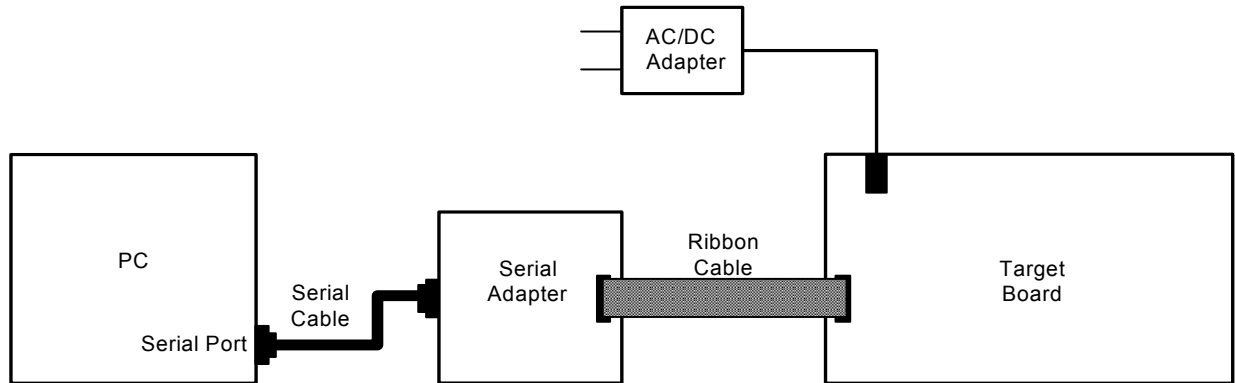 AC/DC
Adapter
PC
Serial Port
Serial
Cable
Serial
Adapter
Ribbon
Cable
Target
Board